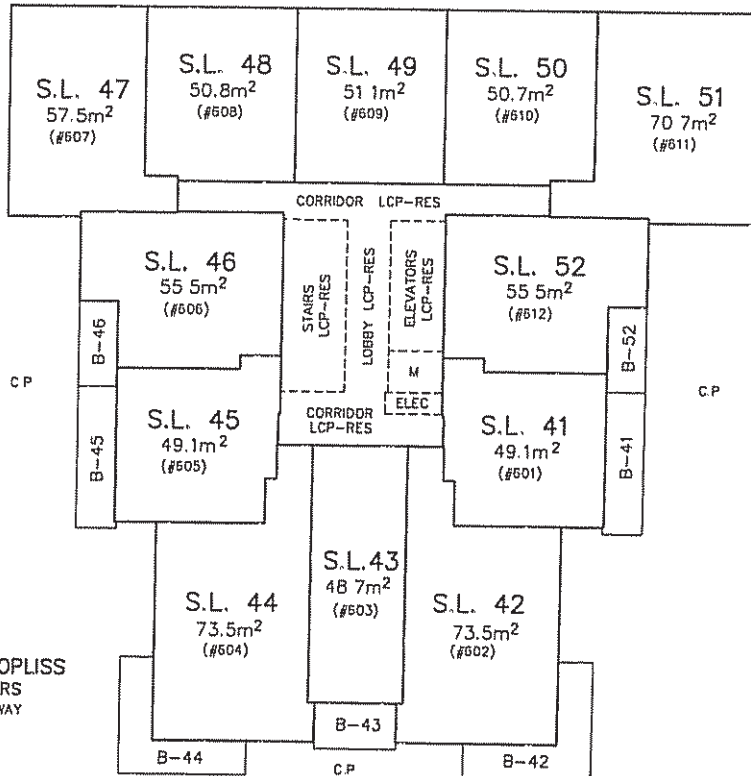 S.L. 47
57.5m²
(#607)
S.L. 48
50.8m²
(#608)
S.L. 49
51 1m²
(#609)
S.L. 50
50.7m²
(#610)
S.L. 51
70 7m²
(#611)
CORRIDOR LCP-RES
S.L. 46
55 5m²
(#606)
STAIRS
LCP-RES
LOBBY LCP-RES
ELEVATORS
LCP-RES
S.L. 52
55 5m²
(#612)
B-46
B-52
C P
C.P
M
ELEC
CORRIDOR
LCP-RES
S.L. 45
49.1m²
(#605)
B-45
S.L. 41
49.1m²
(#601)
B-41
S.L. 44
73.5m²
(#604)
S.L.43
48 7m²
(#603)
S.L. 42
73.5m²
(#602)
OPLISS
RS
WAY
B-44
B-43
B-42
C.P